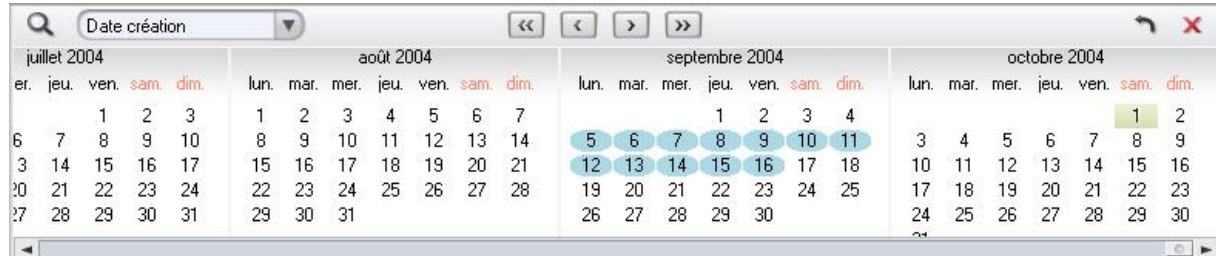 Date création
juillet 2004 août 2004 septembre 2004 octobre 2004
er. jeu. ven. sam. dim. lun. mar. mer. jeu. ven. sam. dim. lun. mar. mer. jeu. ven. sam. dim. lun. mar. mer. jeu. ven. sam. dim.
1 2 3 1 2 3 4 5 6 7 1 2 3 4 1 2
6 7 8 9 10 8 9 10 11 12 13 14 5 6 7 8 9 10 11 3 4 5 6 7 8 9
3 14 15 16 17 15 16 17 18 19 20 21 12 13 14 15 16 17 18 10 11 12 13 14 15 16
20 21 22 23 24 22 23 24 25 26 27 28 19 20 21 22 23 24 25 17 18 19 20 21 22 23
27 28 29 30 31 29 30 31 26 27 28 29 30 24 25 26 27 28 29 30